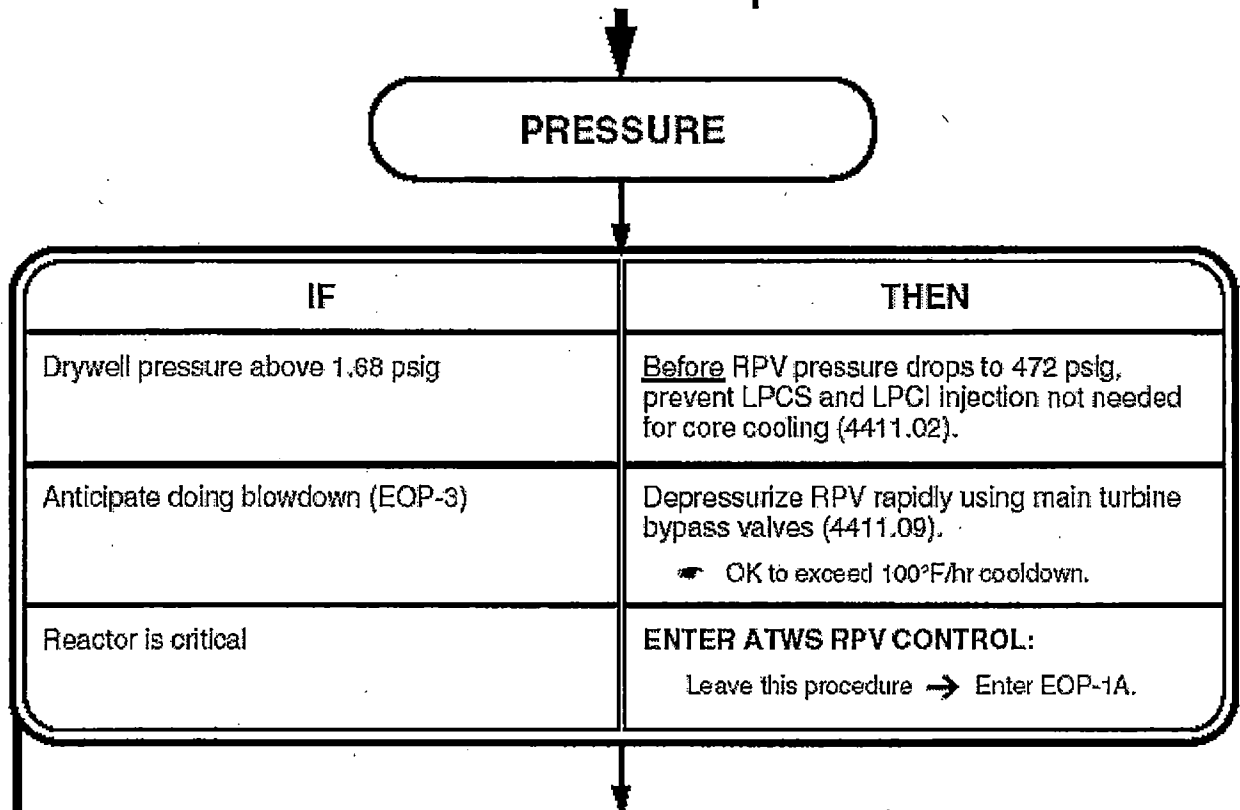 PRESSURE
IF
THEN
Drywell pressure above 1.68 psig
Before RPV pressure drops to 472 psig,
prevent LPCS and LPCI injection not needed
for core cooling (4411.02).
Anticipate doing blowdown (EOP-3)
Depressurize RPV rapidly using main turbine
bypass valves (4411.09).
☛ OK to exceed 100°F/hr cooldown.
Reactor is critical
ENTER ATWS RPV CONTROL:
Leave this procedure → Enter EOP-1A.